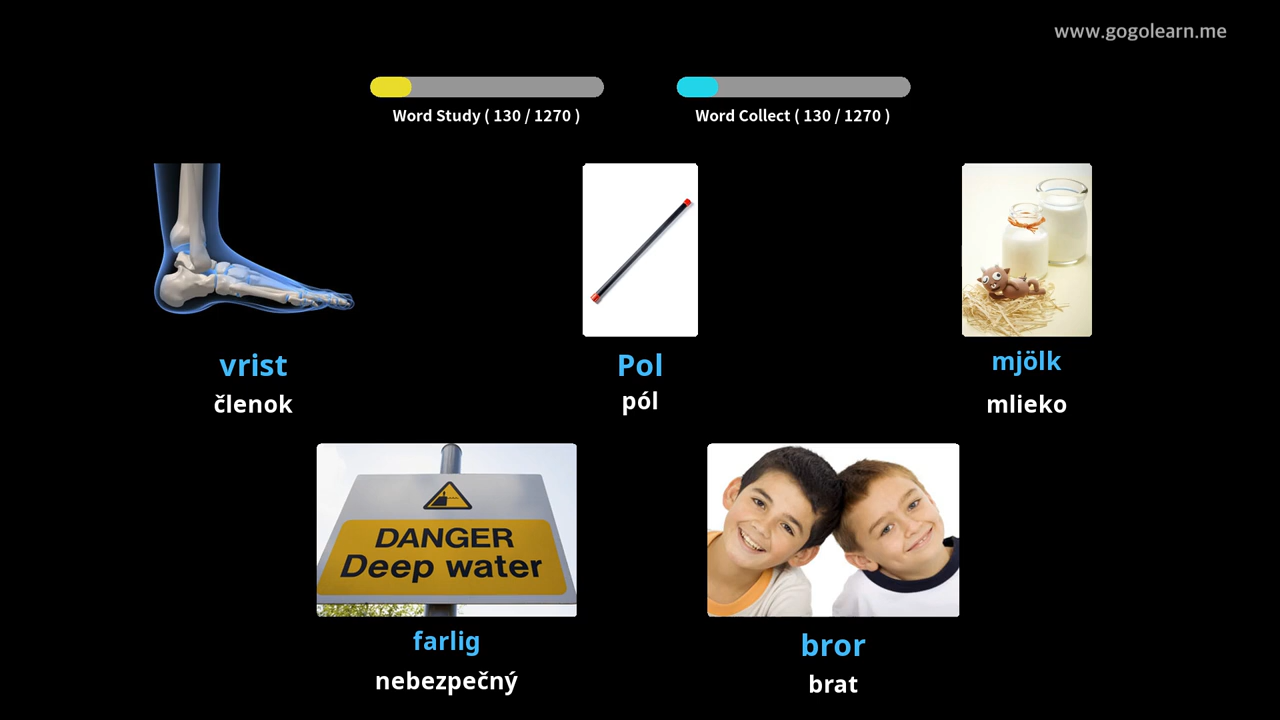 www.gogolearn.me
Word Study ( 130 / 1270 )
Word Collect ( 130 / 1270 )
vrist
členok
Pol
pól
mjölk
mlieko
DANGER
Deep water
farlig
nebezpečný
bror
brat